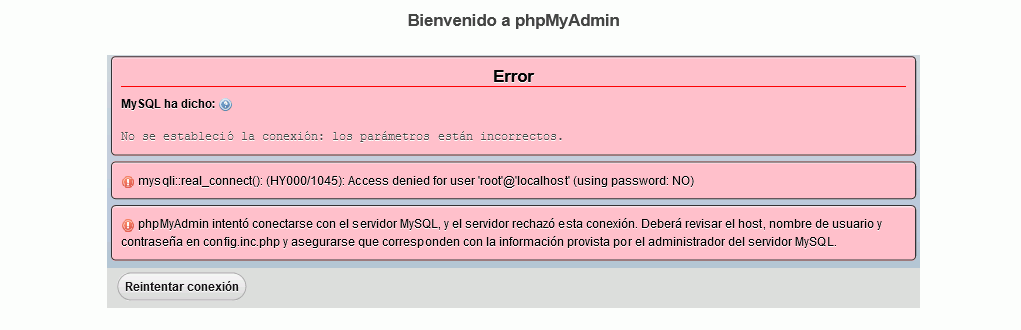 Bienvenido a phpMyAdmin
Error
MySQL ha dicho:
No se estableció la conexión: los parámetros están incorrectos.
mysqli::real_connect(): (HY000/1045): Access denied for user 'root'@'localhost' (using password: NO)
phpMyAdmin intentó conectarse con el servidor MySQL, y el servidor rechazó esta conexión. Deberá revisar el host, nombre de usuario y
contraseña en config.inc.php y asegurarse que corresponden con la información provista por el administrador del servidor MySQL.
Reintentar conexión